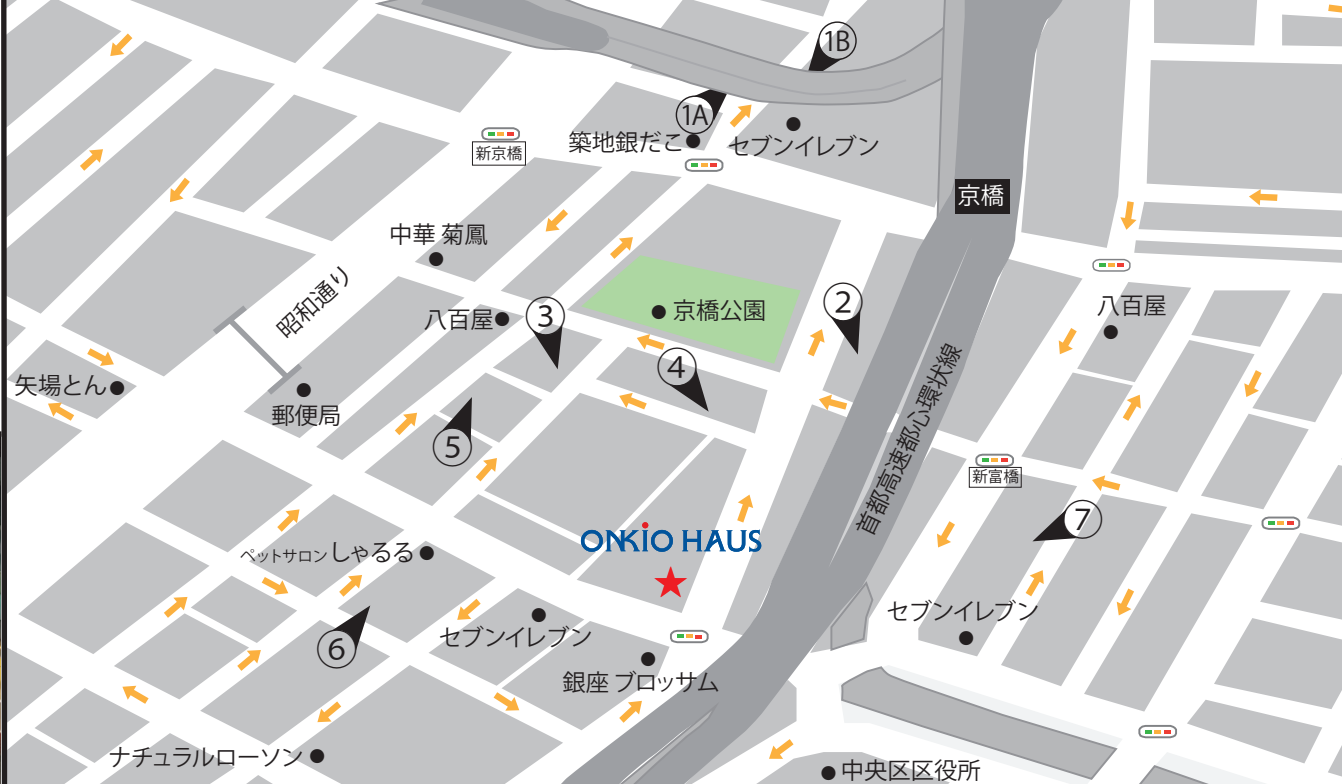 1B
1A
築地銀だこ
セブンイレブン
新京橋
京橋
中華 菊鳳
昭和通り
八百屋
3
京橋公園
2
八百屋
4
矢場とん
郵便局
5
首都高速都心環状線
新富橋
7
ONKIO HAUS
ペットサロン しゃるる
セブンイレブン
セブンイレブン
6
銀座 ブロッサム
ナチュラルローソン
中央区区役所